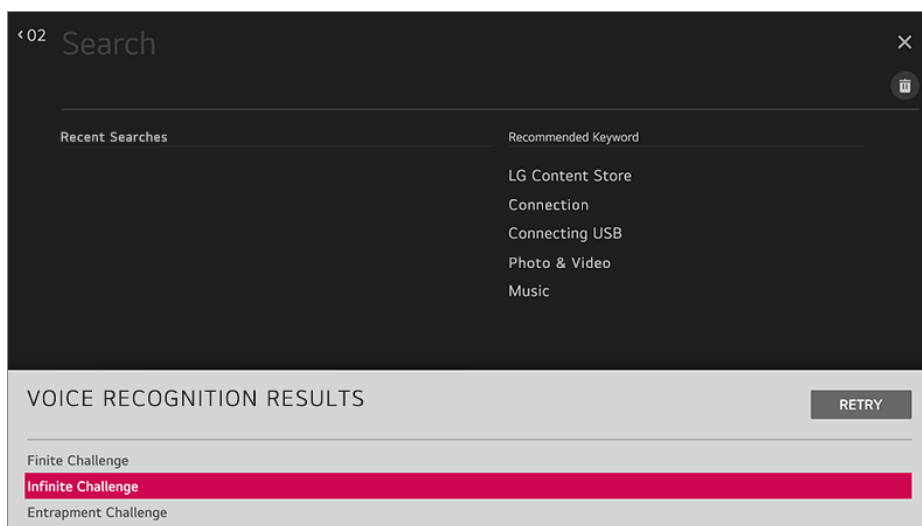 ‹02
Search
Recent Searches
Recommended Keyword
LG Content Store
Connection
Connecting USB
Photo & Video
Music
VOICE RECOGNITION RESULTS
RETRY
Finite Challenge
Infinite Challenge
Entrapment Challenge